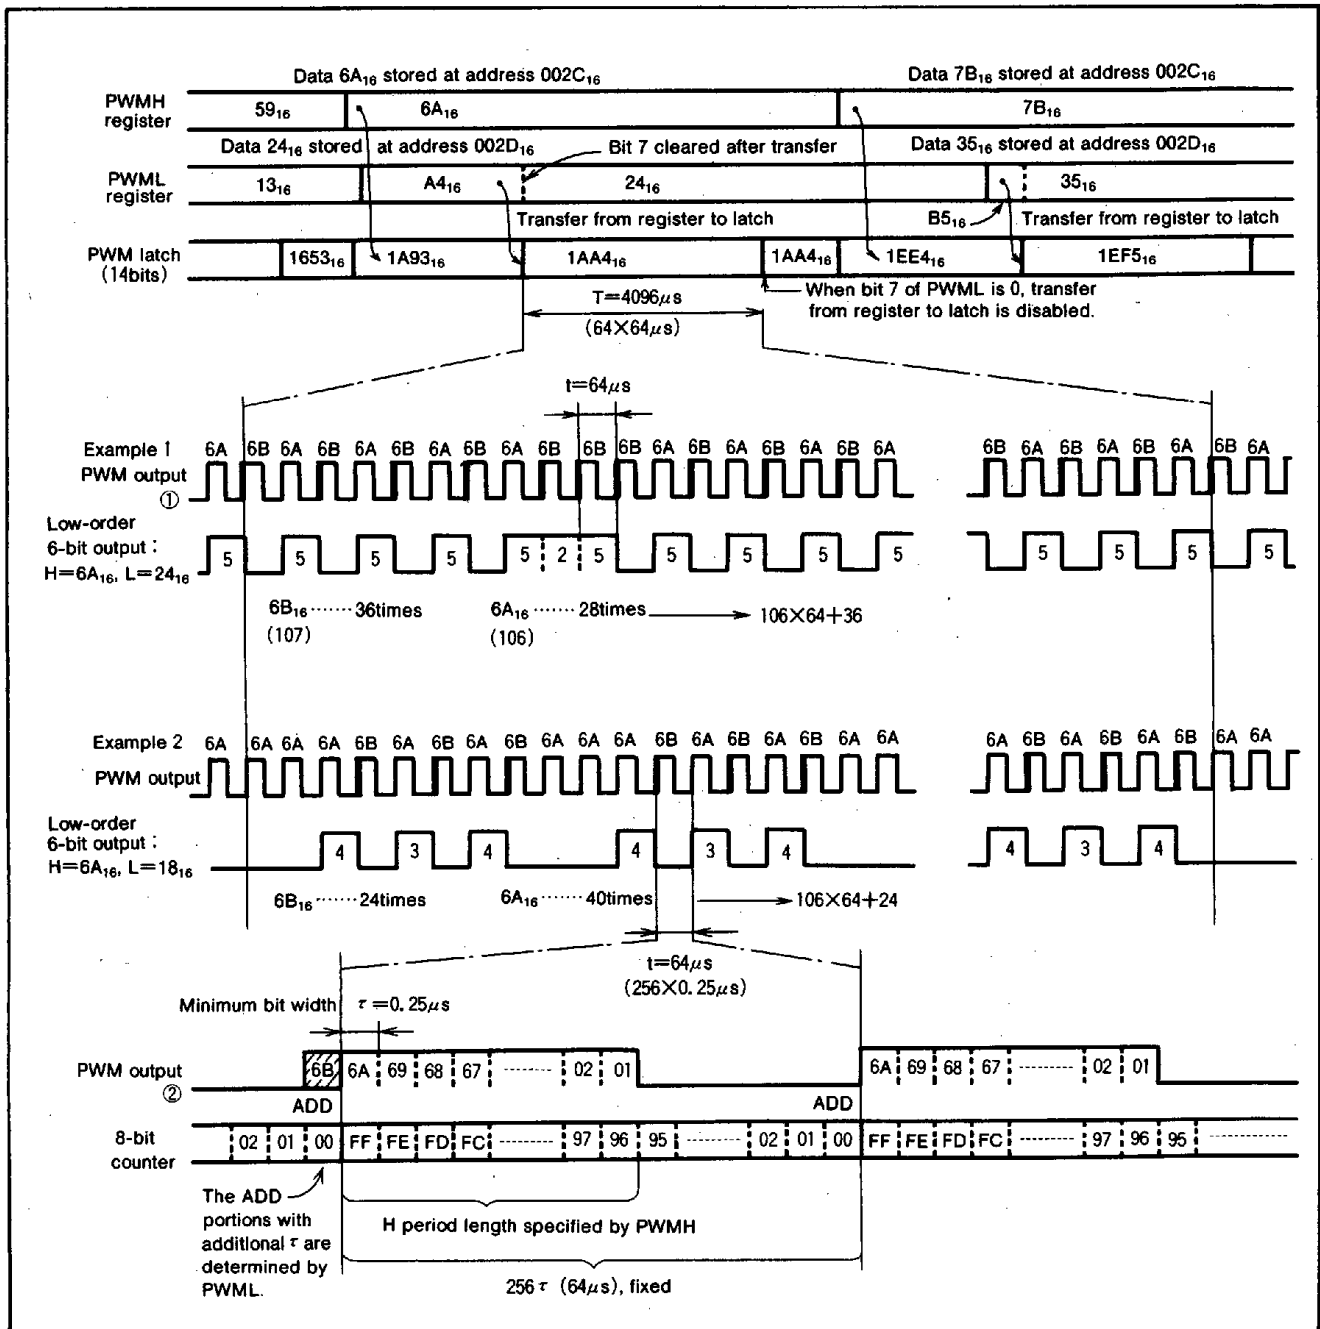 Data 6A₁₆ stored at address 002C₁₆ Data 7B₁₆ stored at address 002C₁₆
PWMH register 59₁₆ 6A₁₆ 7B₁₆
Data 24₁₆ stored at address 002D₁₆ Bit 7 cleared after transfer Data 35₁₆ stored at address 002D₁₆
PWML register 13₁₆ A4₁₆ 24₁₆ 35₁₆
Transfer from register to latch B5₁₆ Transfer from register to latch
PWM latch (14bits) 1653₁₆ 1A93₁₆ 1AA4₁₆ 1AA4₁₆ 1EE4₁₆ 1EF5₁₆
T=4096μs
(64×64μs)
When bit 7 of PWML is 0, transfer
from register to latch is disabled.
t=64μs
Example 1 6A 6B 6A 6B 6A 6B 6A 6B 6A 6B 6B 6B 6A 6B 6A 6B 6A 6B 6A 6B 6A 6B 6A 6B 6A
PWM output
①
Low-order
6-bit output :
H=6A₁₆, L=24₁₆
5 5 5 5 5 2 5 5 5 5 5 5 5 5 5
6B₁₆ ······· 36times 6A₁₆ ······ 28times 106×64+36
(107) (106)
Example 2 6A 6A 6A 6A 6B 6A 6B 6A 6B 6A 6A 6A 6B 6A 6B 6A 6B 6A 6A 6A 6A 6B 6A 6B 6A 6A
PWM output
Low-order
6-bit output :
H=6A₁₆, L=18₁₆
4 3 4 4 3 4 4 3 4
6B₁₆ ······· 24times 6A₁₆ ······ 40times 106×64+24
t=64μs
(256×0.25μs)
Minimum bit width τ=0.25μs
PWM output
②
6B 6A 69 68 67 --------- 02 01 6A 69 68 67 --------- 02 01
ADD ADD
8-bit counter 02 01 00 FF FE FD FC --------- 97 96 95 -------- 02 01 00 FF FE FD FC --------- 97 96 95 ------------
The ADD
portions with
additional τ are
determined by
PWML.
H period length specified by PWMH
256τ (64μs), fixed